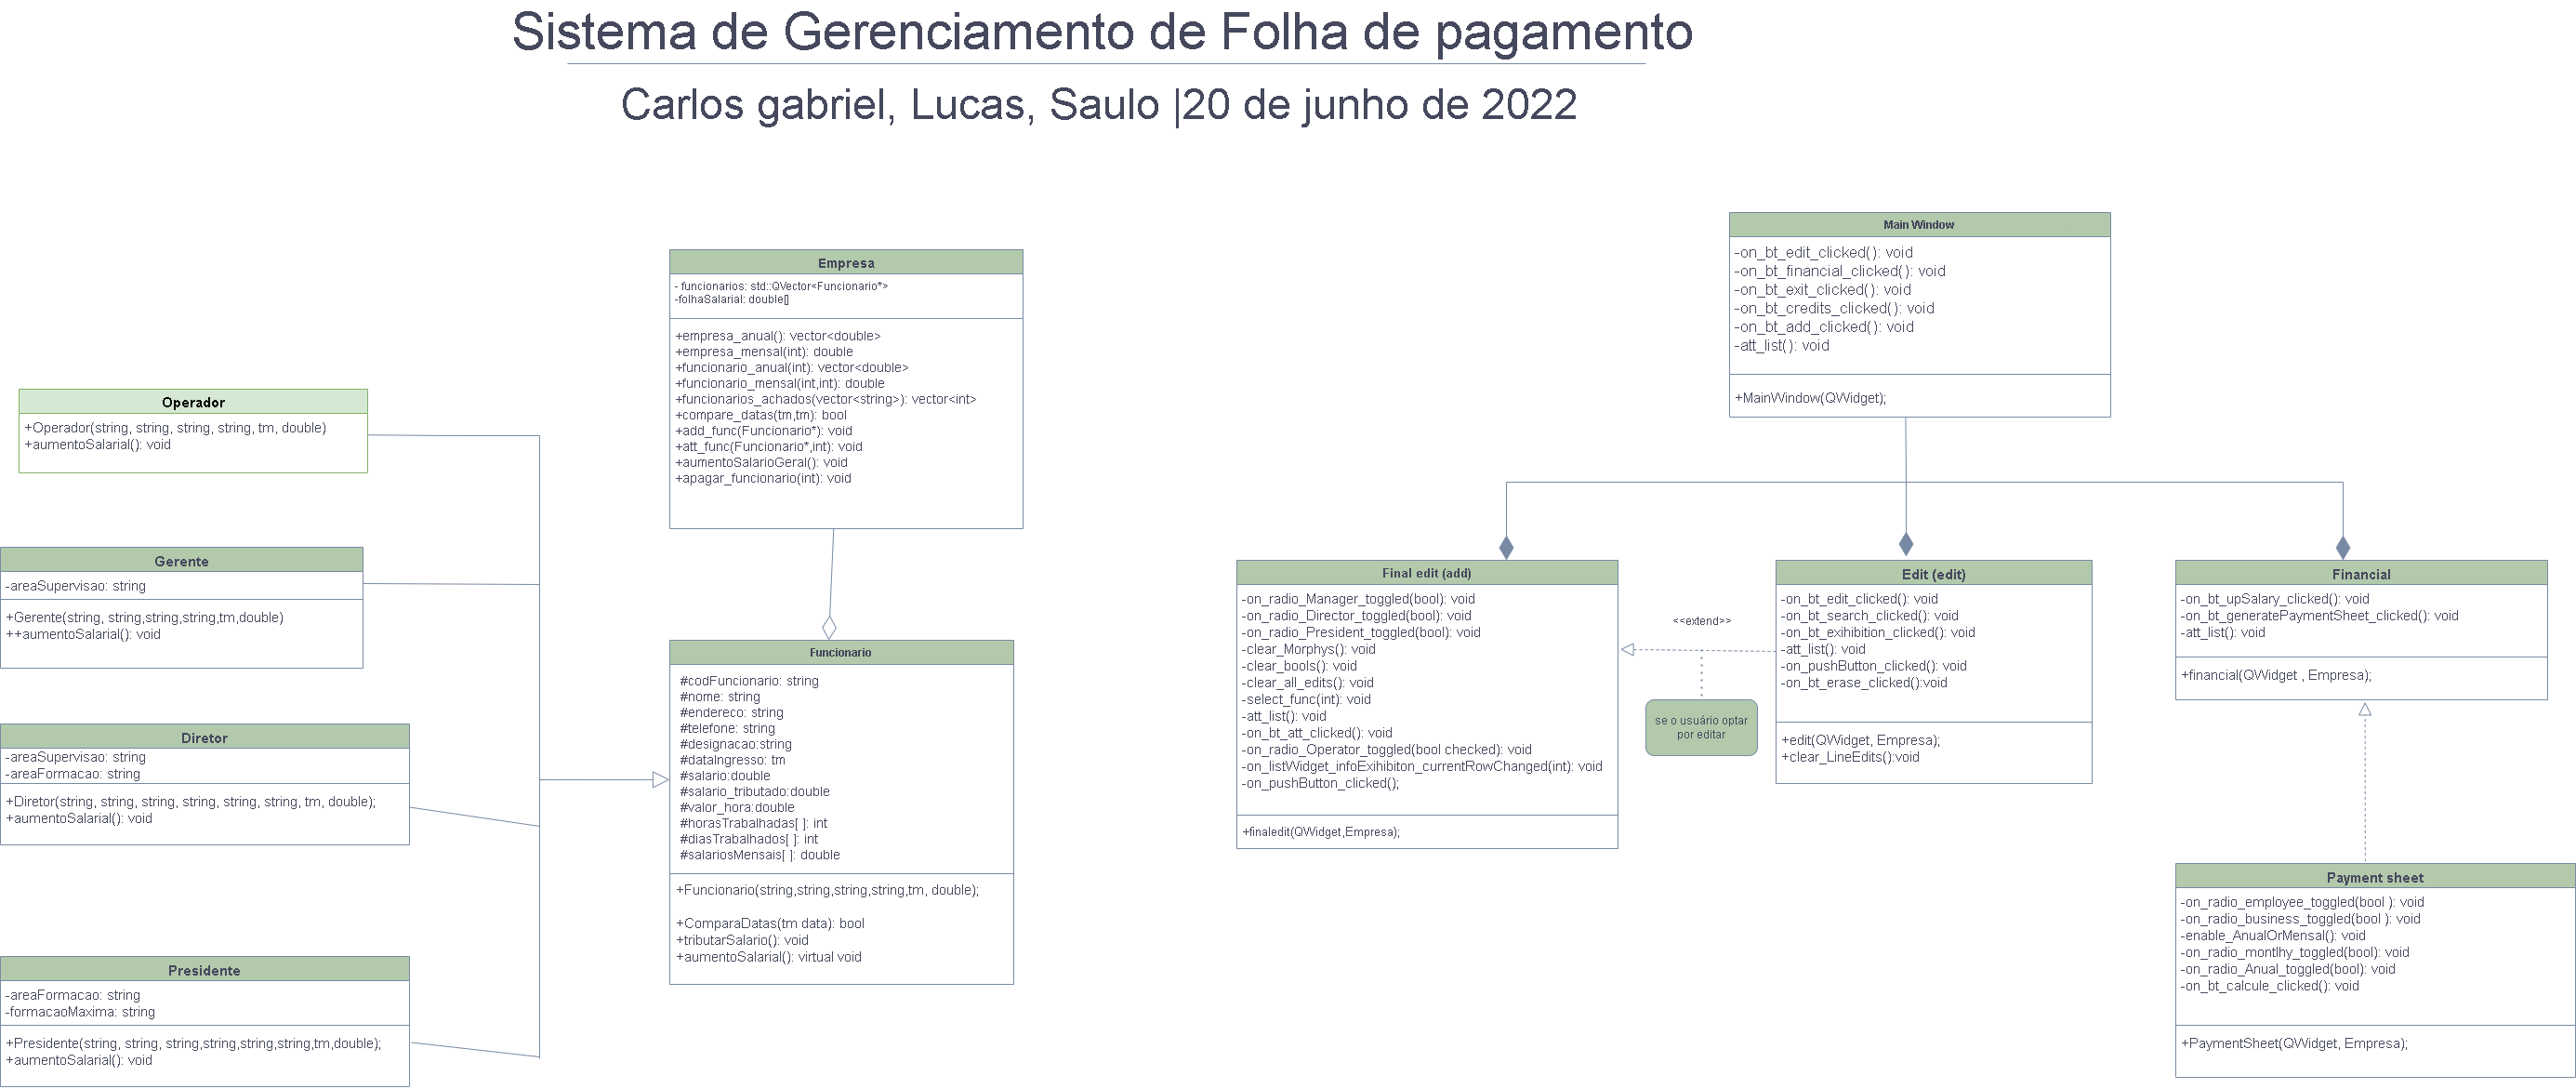 Sistema de Gerenciamento de Folha de pagamento
Carlos gabriel, Lucas, Saulo |20 de junho de 2022
Operador
+Operador(string, string, string, string, tm, double)
+aumentoSalarial(): void
Gerente
-areaSupervisao: string
+Gerente(string, string,string,string,tm,double)
++aumentoSalarial(): void
Diretor
-areaSupervisao: string
-areaFormacao: string
+Diretor(string, string, string, string, string, string, tm, double);
+aumentoSalarial(): void
Presidente
-areaFormacao: string
-formacaoMaxima: string
+Presidente(string, string, string,string,string,string,tm,double);
+aumentoSalarial(): void
Empresa
- funcionarios: std::QVector<Funcionario*>
-folhaSalarial: double[]
+empresa_anual(): vector<double>
+empresa_mensal(int): double
+funcionario_anual(int): vector<double>
+funcionario_mensal(int,int): double
+funcionarios_achados(vector<string>): vector<int>
+compare_datas(tm,tm): bool
+add_func(Funcionario*): void
+att_func(Funcionario*,int): void
+aumentoSalarioGeral(): void
+apagar_funcionario(int): void
Funcionario
#codFuncionario: string
#nome: string
#endereco: string
#telefone: string
#designacao:string
#dataIngresso: tm
#salario:double
#salario_tributado:double
#valor_hora:double
#horasTrabalhadas[ ]: int
#diasTrabalhados[ ]: int
#salariosMensais[ ]: double
+Funcionario(string,string,string,string,tm, double);
+ComparaDatas(tm data): bool
+tributarSalario(): void
+aumentoSalarial(): virtual void
Main Window
-on_bt_edit_clicked(): void
-on_bt_financial_clicked(): void
-on_bt_exit_clicked(): void
-on_bt_credits_clicked(): void
-on_bt_add_clicked(): void
-att_list(): void
+MainWindow(QWidget);
Final edit (add)
-on_radio_Manager_toggled(bool): void
-on_radio_Director_toggled(bool): void
-on_radio_President_toggled(bool): void
-clear_Morphys(): void
-clear_bools(): void
-clear_all_edits(): void
-select_func(int): void
-att_list(): void
-on_bt_att_clicked(): void
-on_radio_Operator_toggled(bool checked): void
-on_listWidget_infoExihibiton_currentRowChanged(int): void
-on_pushButton_clicked();
+finaledit(QWidget,Empresa);
<<extend>>
se o usuário optar
por editar
Edit (edit)
-on_bt_edit_clicked(): void
-on_bt_search_clicked(): void
-on_bt_exihibition_clicked(): void
-att_list(): void
-on_pushButton_clicked(): void
-on_bt_erase_clicked():void
+edit(QWidget, Empresa);
+clear_LineEdits():void
Financial
-on_bt_upSalary_clicked(): void
-on_bt_generatePaymentSheet_clicked(): void
-att_list(): void
+financial(QWidget , Empresa);
Payment sheet
-on_radio_employee_toggled(bool ): void
-on_radio_business_toggled(bool ): void
-enable_AnualOrMensal(): void
-on_radio_montlhy_toggled(bool): void
-on_radio_Anual_toggled(bool): void
-on_bt_calcule_clicked(): void
+PaymentSheet(QWidget, Empresa);